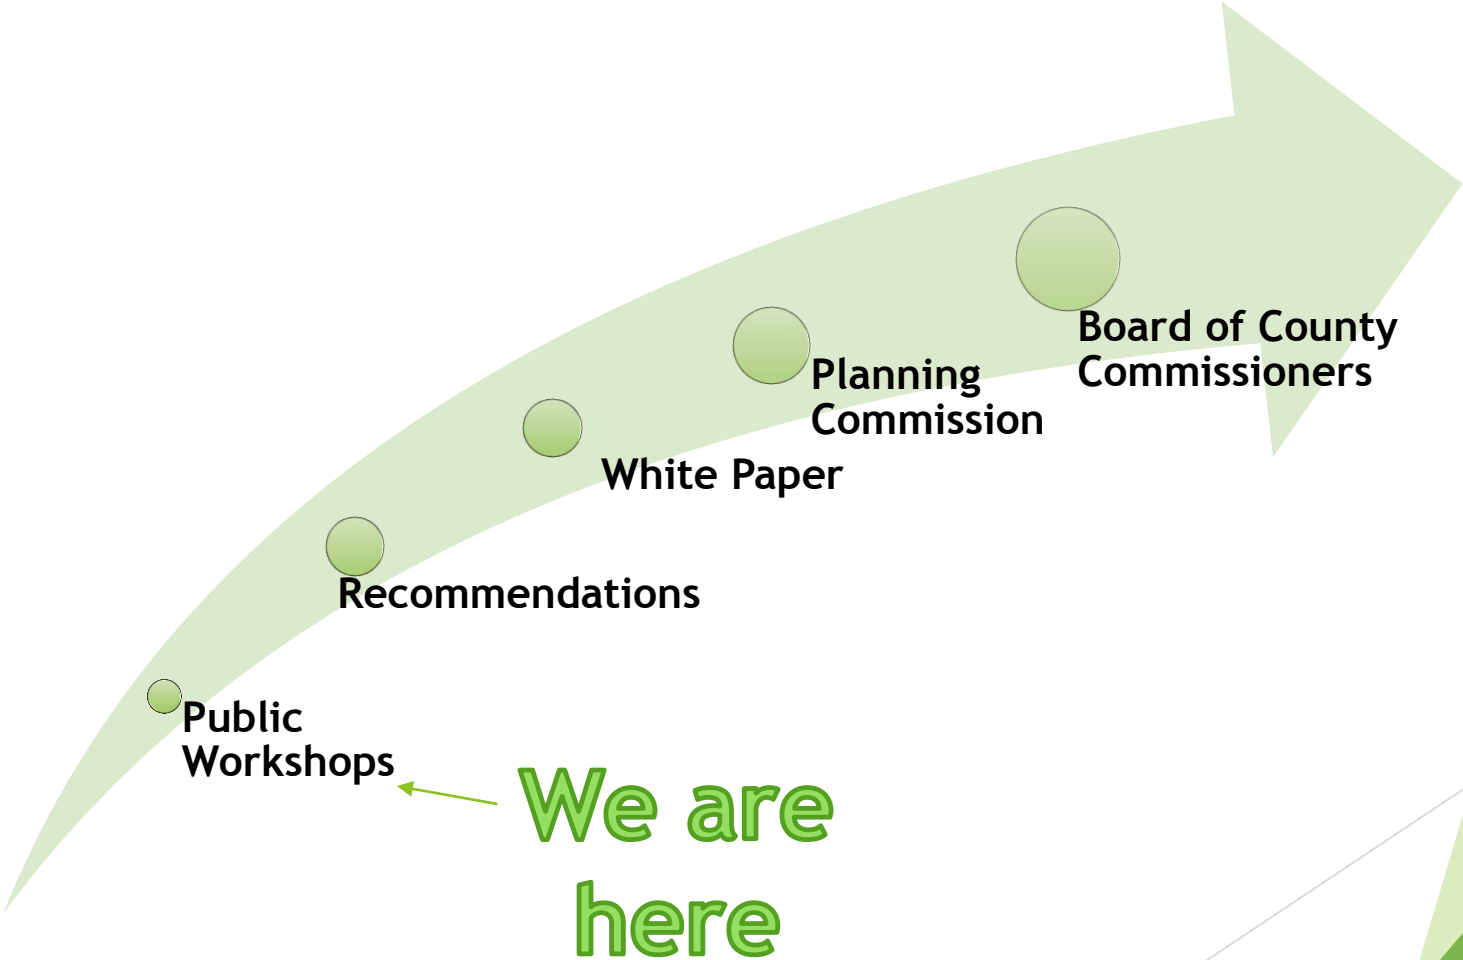 Board of County
Commissioners
Planning
Commission
White Paper
Recommendations
Public
Workshops
We are
here